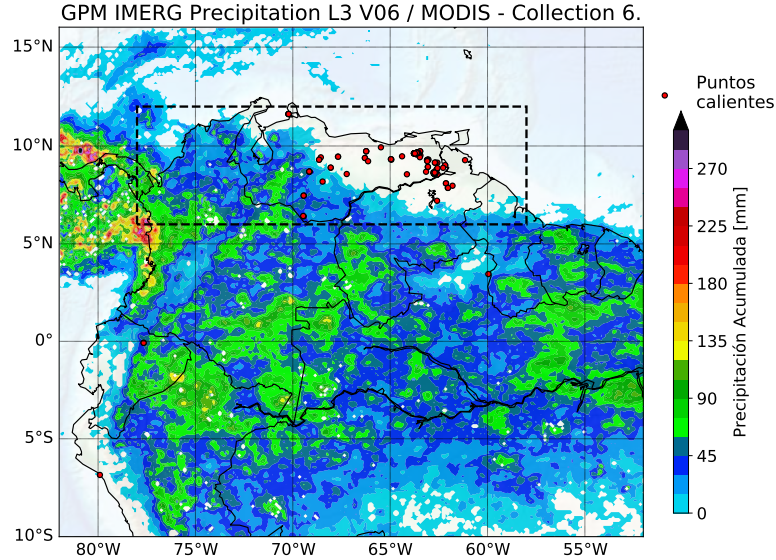 GPM IMERG Precipitation L3 V06 / MODIS - Collection 6.
15°N
10°N
5°N
0°
5°S
10°S
80°W
75°W
70°W
65°W
60°W
55°W
Puntos
calientes
270
225
180
135
90
45
0
Precipitación Acumulada [mm]